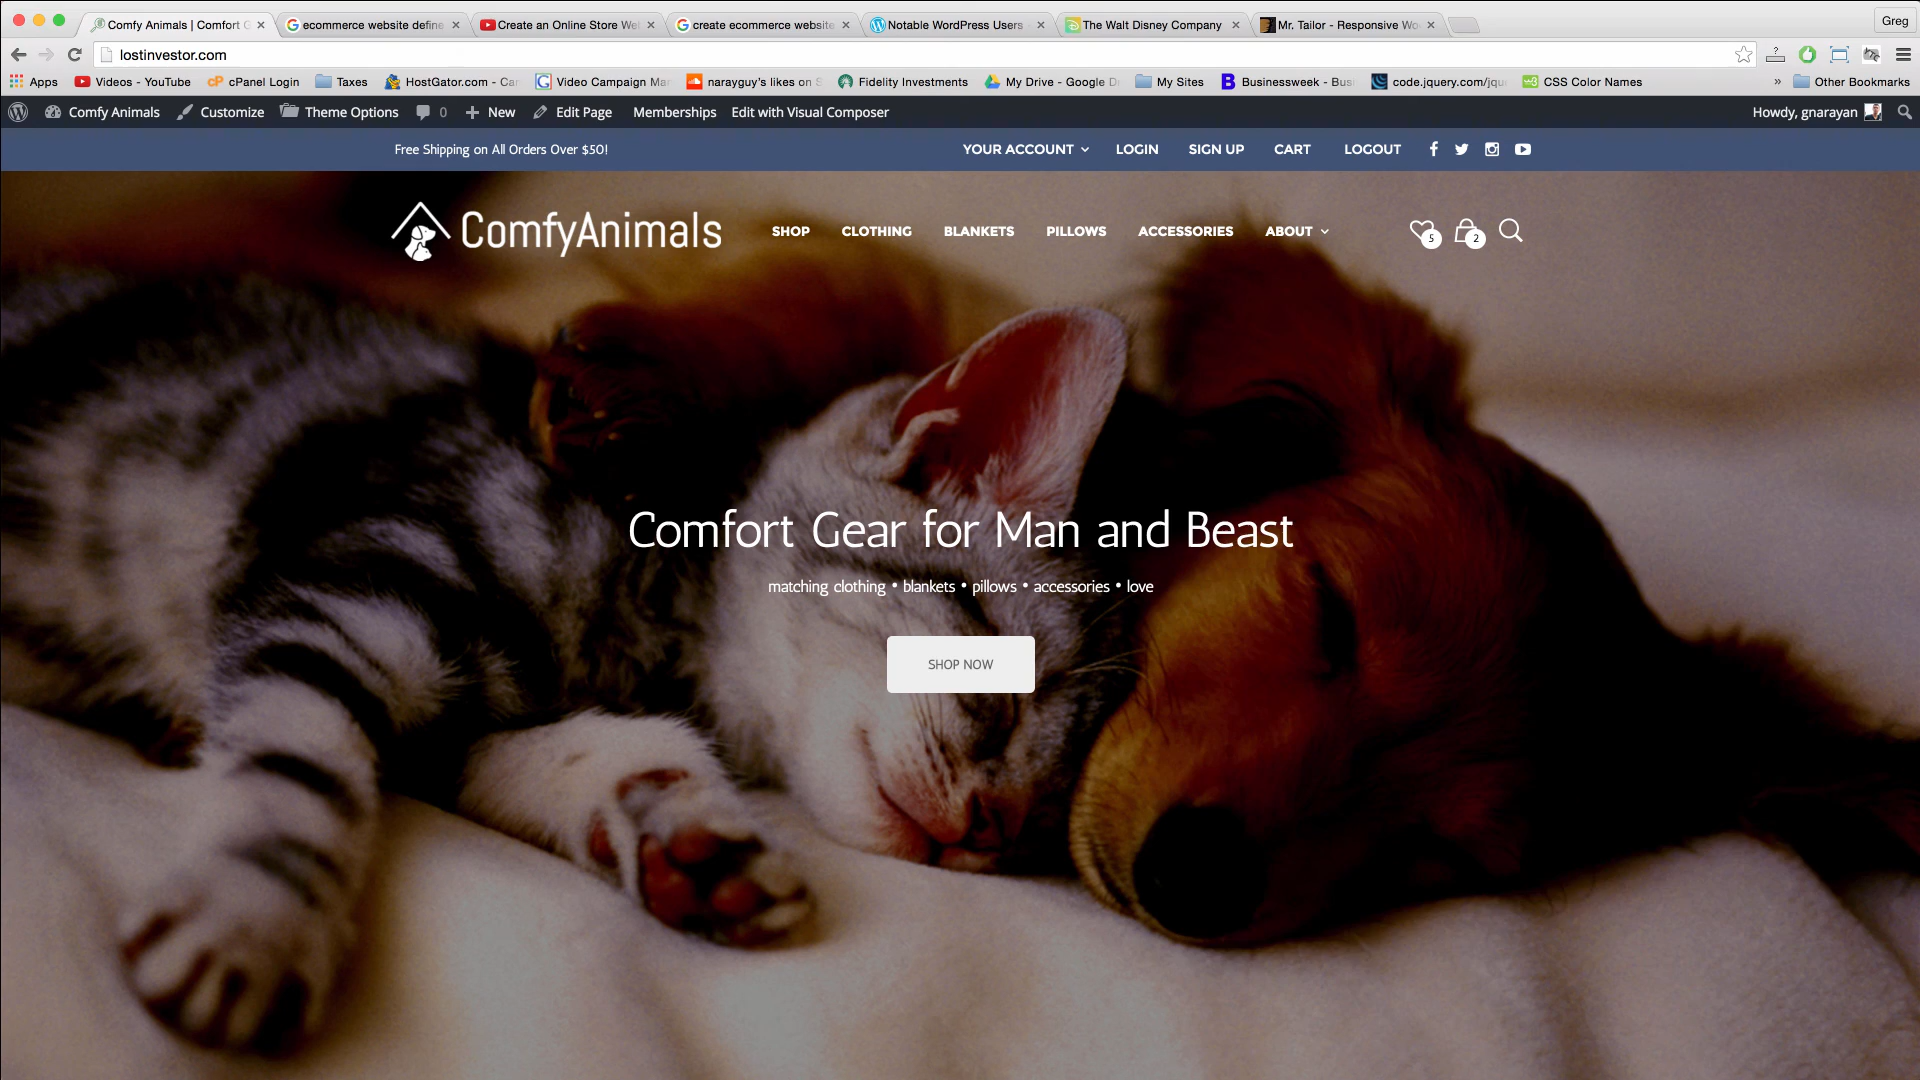 Comfy Animals | Comfort G
ecommerce website define
Create an Online Store We
create ecommerce website
Notable WordPress Users
The Walt Disney Company
Mr. Tailor - Responsive Wo
Greg
lostinvestor.com
Apps
Videos - YouTube
cPanel Login
Taxes
HostGator.com - Ca
Video Campaign Ma
narayguy's likes on S
Fidelity Investments
My Drive - Google D
My Sites
Businessweek - Bus
code.jquery.com/jqu
CSS Color Names
» Other Bookmarks
Comfy Animals
Customize
Theme Options
0
New
Edit Page
Memberships
Edit with Visual Composer
Howdy, gnarayan
Free Shipping on All Orders Over $50!
YOUR ACCOUNT
LOGIN
SIGN UP
CART
LOGOUT
ComfyAnimals
SHOP
CLOTHING
BLANKETS
PILLOWS
ACCESSORIES
ABOUT
5
2
Comfort Gear for Man and Beast
matching clothing • blankets • pillows • accessories • love
SHOP NOW